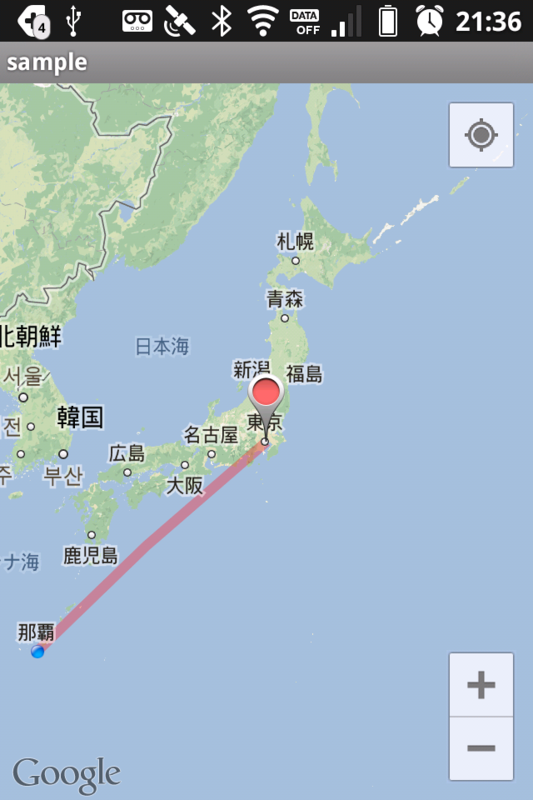 4
DATA
OFF
21:36
sample
札幌
青森
北朝鮮
日本海
서울
新潟
福島
韓国
東京
전
名古屋
広島
주
부산
大阪
鹿児島
ナ海
那覇
+
−
Google